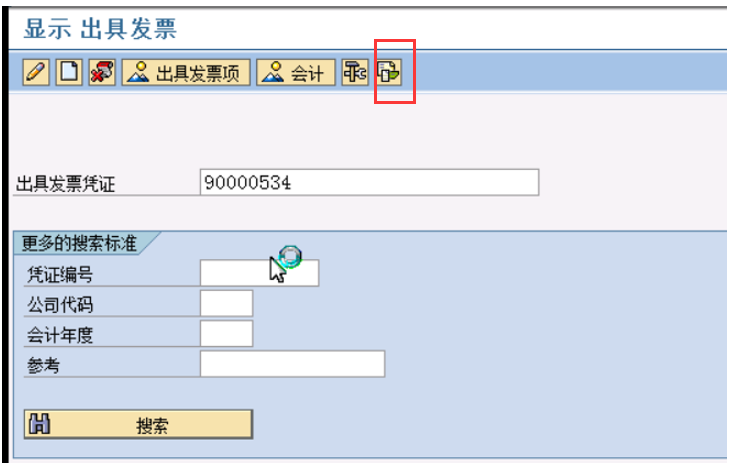 显示 出具发票
出具发票项 会计
出具发票凭证 90000534
更多的搜索标准
凭证编号
公司代码
会计年度
参考
搜索